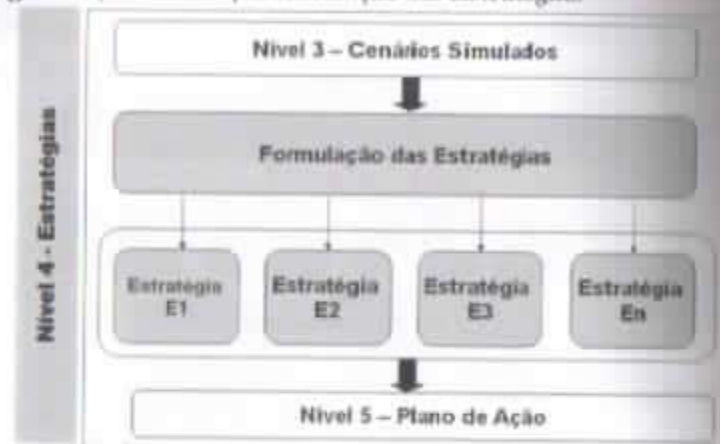 Nível 3 – Cenários Simulados
Nível 4 - Estratégias
Formulação das Estratégias
Estratégia
E1
Estratégia
E2
Estratégia
E3
Estratégia
En
Nível 5 – Plano de Ação